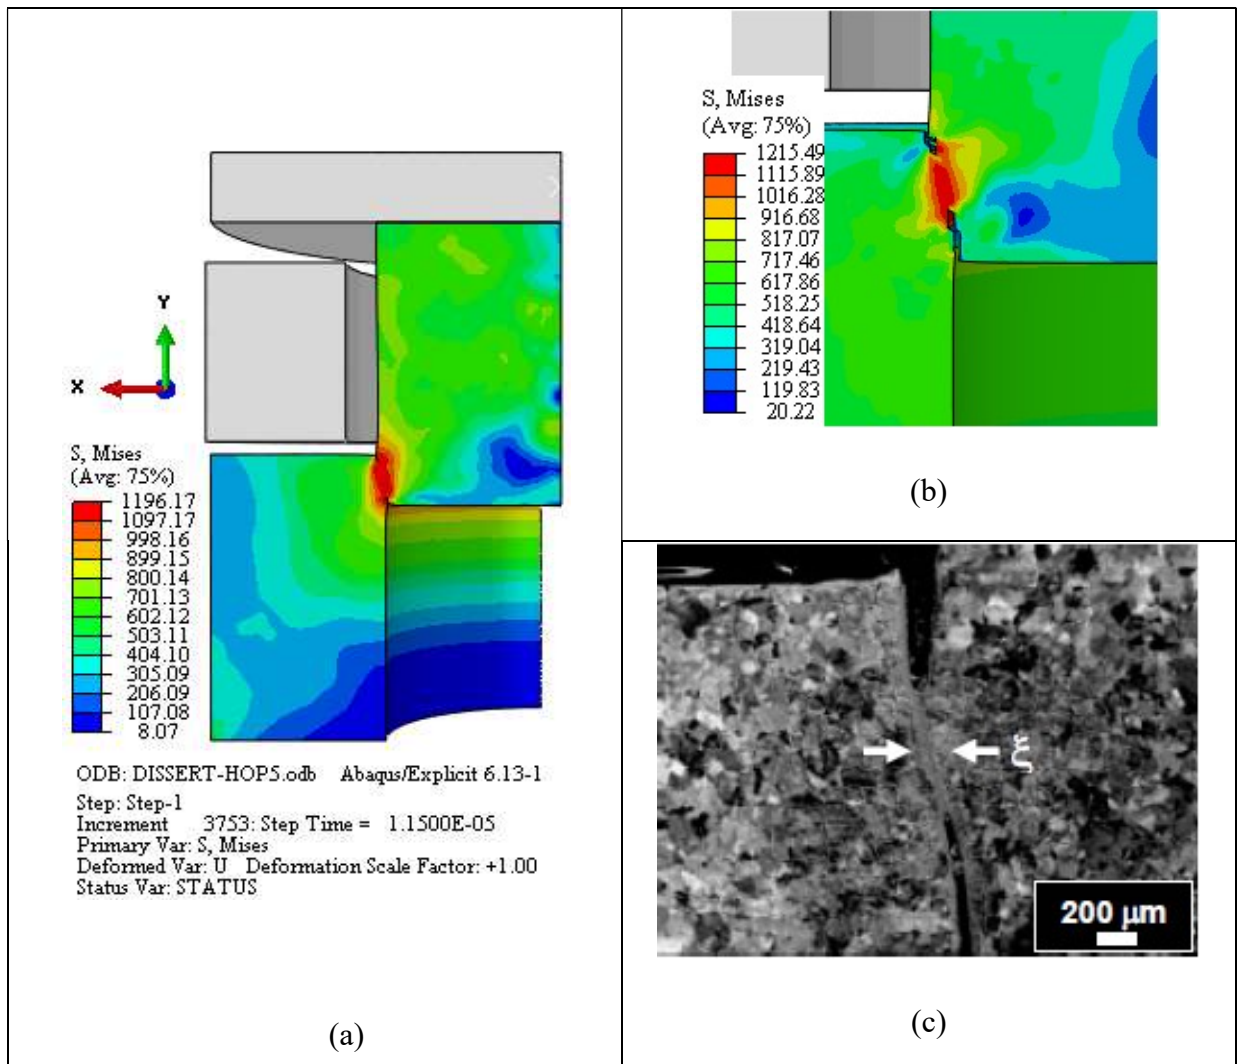 Y
X
S, Mises
(Avg: 75%)
1196.17
1097.17
998.16
899.15
800.14
701.13
602.12
503.11
404.10
305.09
206.09
107.08
8.07
ODB: DISSERT-HOP5.odb Abaqus/Explicit 6.13-1
Step: Step-1
Increment 3753: Step Time = 1.1500E-05
Primary Var: S, Mises
Deformed Var: U Deformation Scale Factor: +1.00
Status Var: STATUS
(a)
S, Mises
(Avg: 75%)
1215.49
1115.89
1016.28
916.68
817.07
717.46
617.86
518.25
418.64
319.04
219.43
119.83
20.22
(b)
ξ
200 µm
(c)